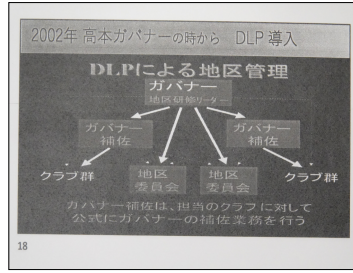 2002年 高本ガバナーの時から DLP 導入
DLPによる地区管理
ガバナー
地区研修リーター
ガバナー
補佐
ガバナー
補佐
クラブ群
地区
委員会
地区
委員会
クラブ群
ガバナー補佐は、担当のクラブに対して
公式にガバナーの補佐業務を行う
18